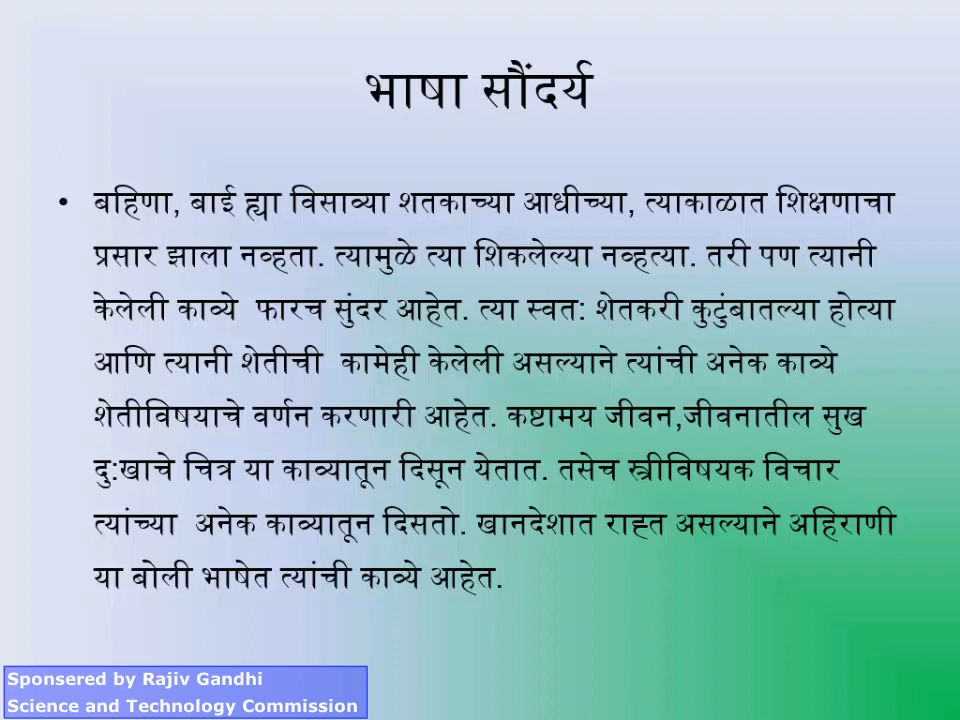 भाषा सौंदर्य
• बहिणा, बाई ह्या विसाव्या शतकाच्या आधीच्या, त्याकाळात शिक्षणाचा
प्रसार झाला नव्हता. त्यामुळे त्या शिकलेल्या नव्हत्या. तरी पण त्यानी
केलेली काव्ये फारच सुंदर आहेत. त्या स्वत: शेतकरी कुटुंबातल्या होत्या
आणि त्यानी शेतीची कामेही केलेली असल्याने त्यांची अनेक काव्ये
शेतीविषयाचे वर्णन करणारी आहेत. कष्टामय जीवन,जीवनातील सुख
दु:खाचे चित्र या काव्यातून दिसून येतात. तसेच स्त्रीविषयक विचार
त्यांच्या अनेक काव्यातून दिसतो. खानदेशात राह्त असल्याने अहिराणी
या बोली भाषेत त्यांची काव्ये आहेत.
Sponsered by Rajiv Gandhi
Science and Technology Commission